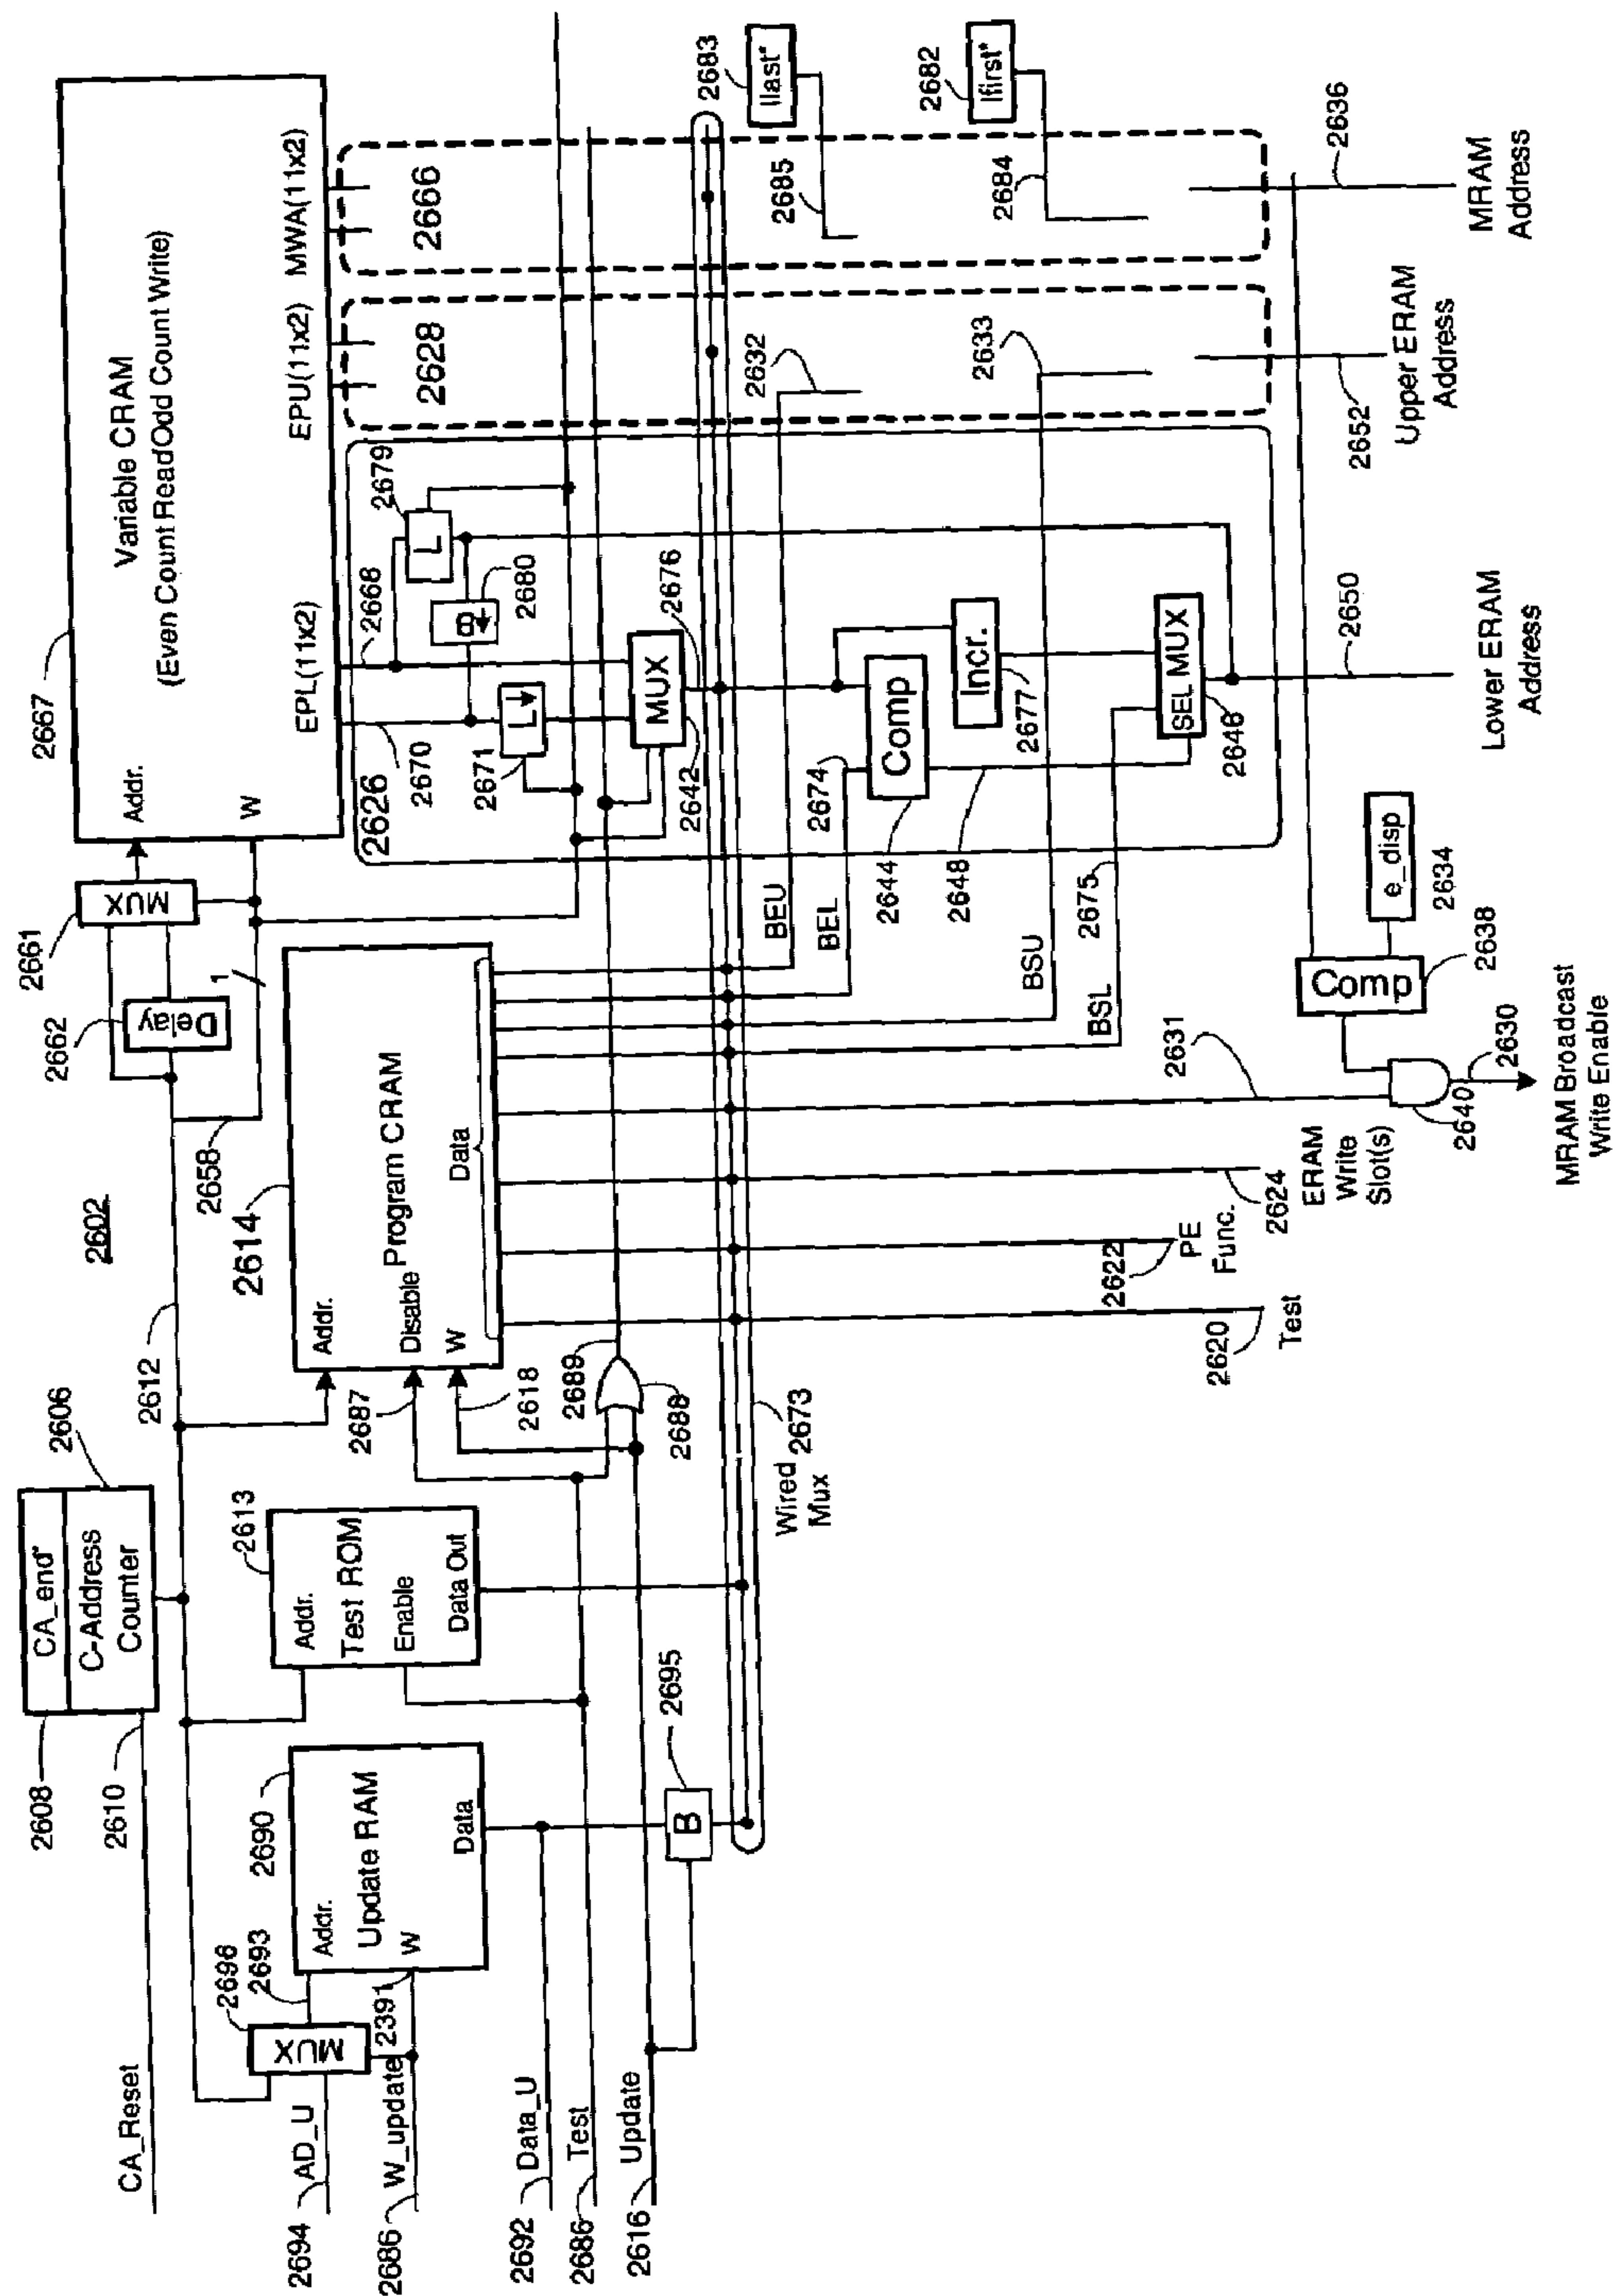 2602
CA_Reset
2608
2610
CA_end*
C-Address
Counter
2606
2612
2658
2662
Delay
1
2661
MUX
2667
Addr.
W
Variable CRAM
(Even Count Read/Odd Count Write)
EPL(11x2)
EPU(11x2)
MWA(11x2)
2694
AD_U
2686
W_update
2698
2693
MUX
2391
2690
Addr.
Update RAM
W
Data
2613
Addr.
Test ROM
Enable
Data Out
2614
Addr.
Disable
Program CRAM
W
Data
2687
2618
2689
2688
2692
Data_U
2686
Test
2616
Update
2695
B
Wired
Mux
2673
2626
2670
2668
2671
L
2679
L
2680
B
MUX
2642
2676
2628
2666
2683
Ilast*
2685
2682
Ifirst*
2684
BEU
2632
BEL
2674
Comp
2644
Incr.
2677
2648
BSU
2633
BSL
2675
SEL
MUX
2646
2620
Test
2622
PE
Func.
2624
ERAM
Write
Slot(s)
2631
2640
2630
MRAM Broadcast
Write Enable
Comp
2638
e_disp
2634
2650
Lower ERAM
Address
2652
Upper ERAM
Address
2636
MRAM
Address